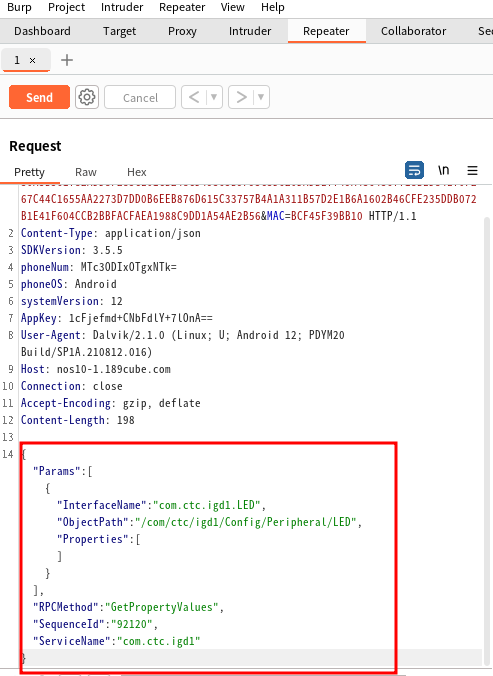 Burp Project Intruder Repeater View Help
Dashboard Target Proxy Intruder Repeater Collaborator
1 × +
Send Cancel < ▼ > ▼
Request
Pretty Raw Hex \n
67C44C1655AA2273D7DD0B6EEB876D615C33757B4A1A311B57D2E1B6A1602B46CFE235DDB072
B1E41F604CCB2BBFACFAEA1988C9DD1A54AE2B56&MAC=BCF45F39BB10 HTTP/1.1
2 Content-Type: application/json
3 SDKVersion: 3.5.5
4 phoneNum: MTc3ODIxOTgxNTk=
5 phoneOS: Android
6 systemVersion: 12
7 AppKey: 1cFjefmd+CNbFdlY+7lOnA==
8 User-Agent: Dalvik/2.1.0 (Linux; U; Android 12; PDYM20
Build/SP1A.210812.016)
9 Host: nos10-1.189cube.com
10 Connection: close
11 Accept-Encoding: gzip, deflate
12 Content-Length: 198
13
14 {
"Params":[
{
"InterfaceName":"com.ctc.igd1.LED",
"ObjectPath":"/com/ctc/igd1/Config/Peripheral/LED",
"Properties":[
]
}
],
"RPCMethod":"GetPropertyValues",
"SequenceId":"92120",
"ServiceName":"com.ctc.igd1"
}